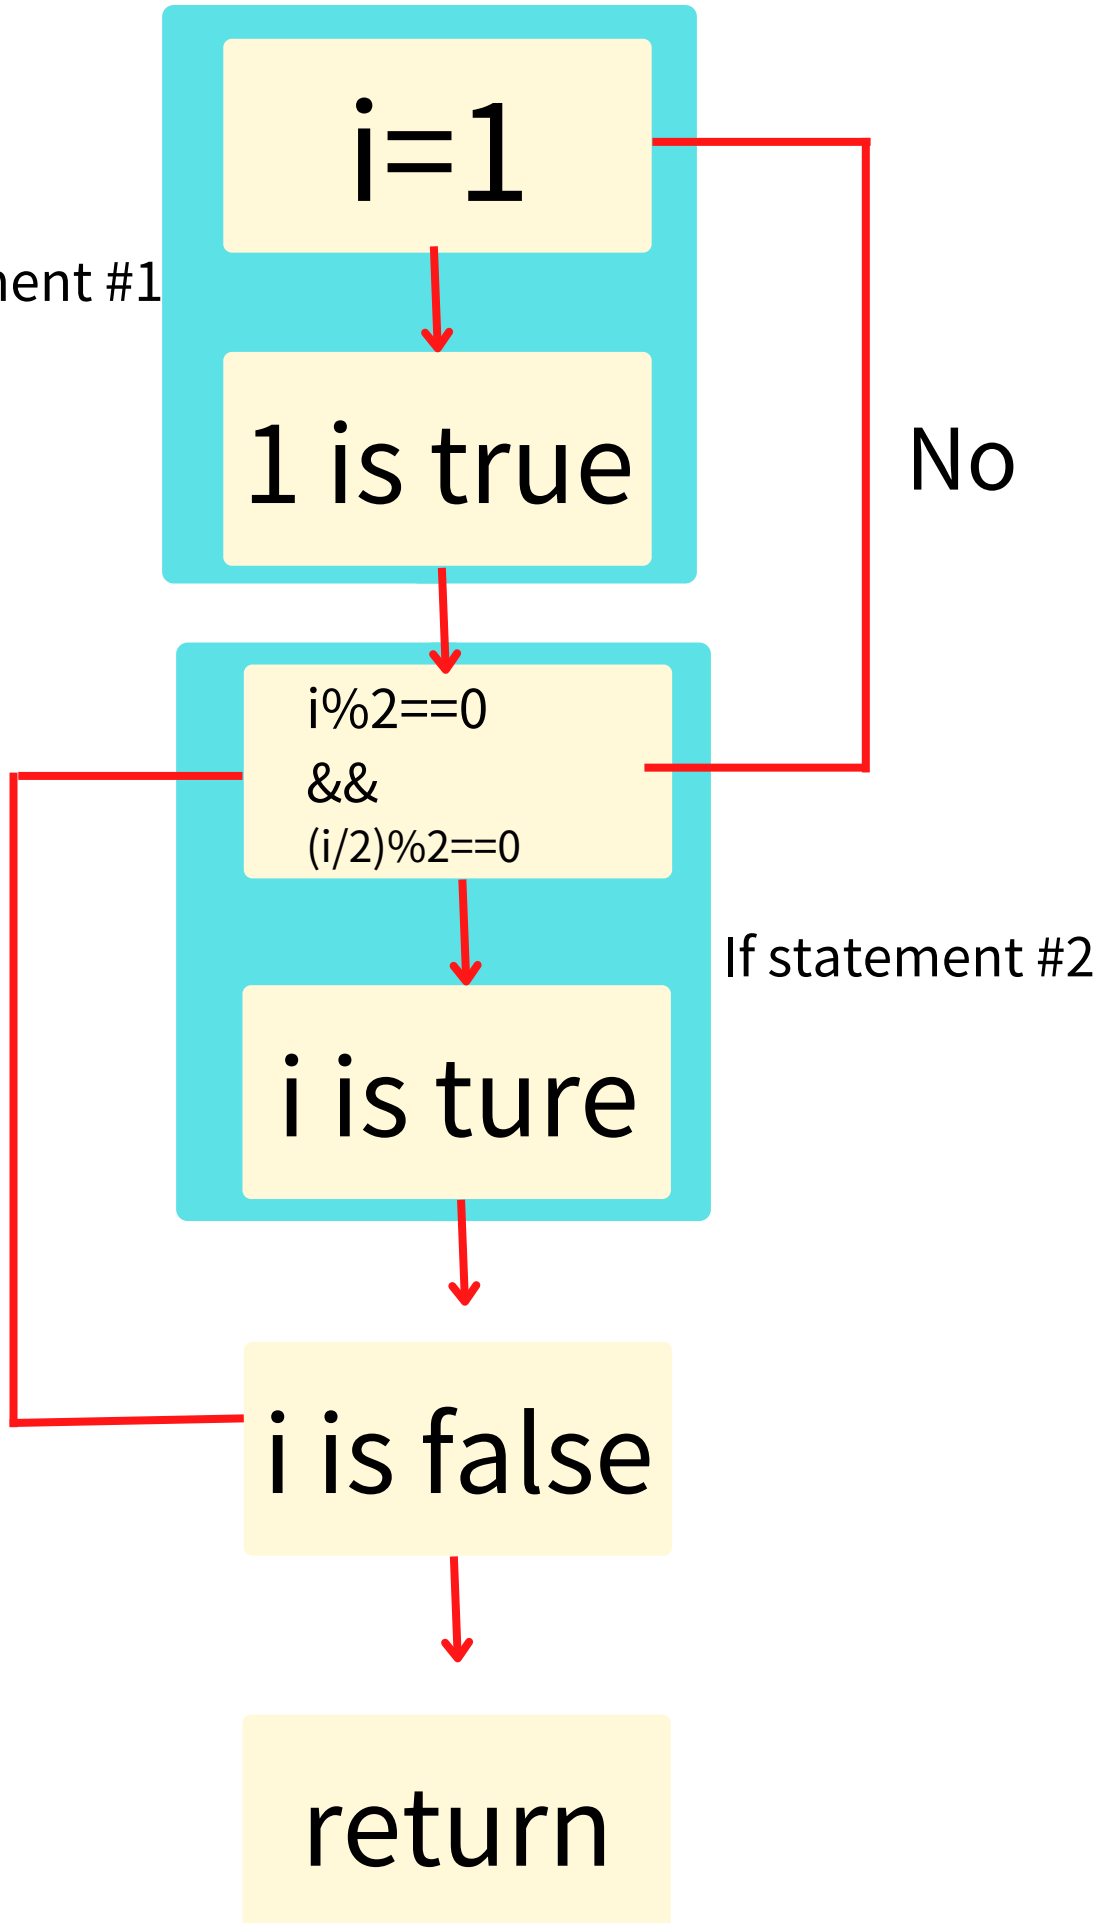 i=1
#1
1 is true
No
i%2==0
&&
(i/2)%2==0
If statement #2
i is ture
i is false
return